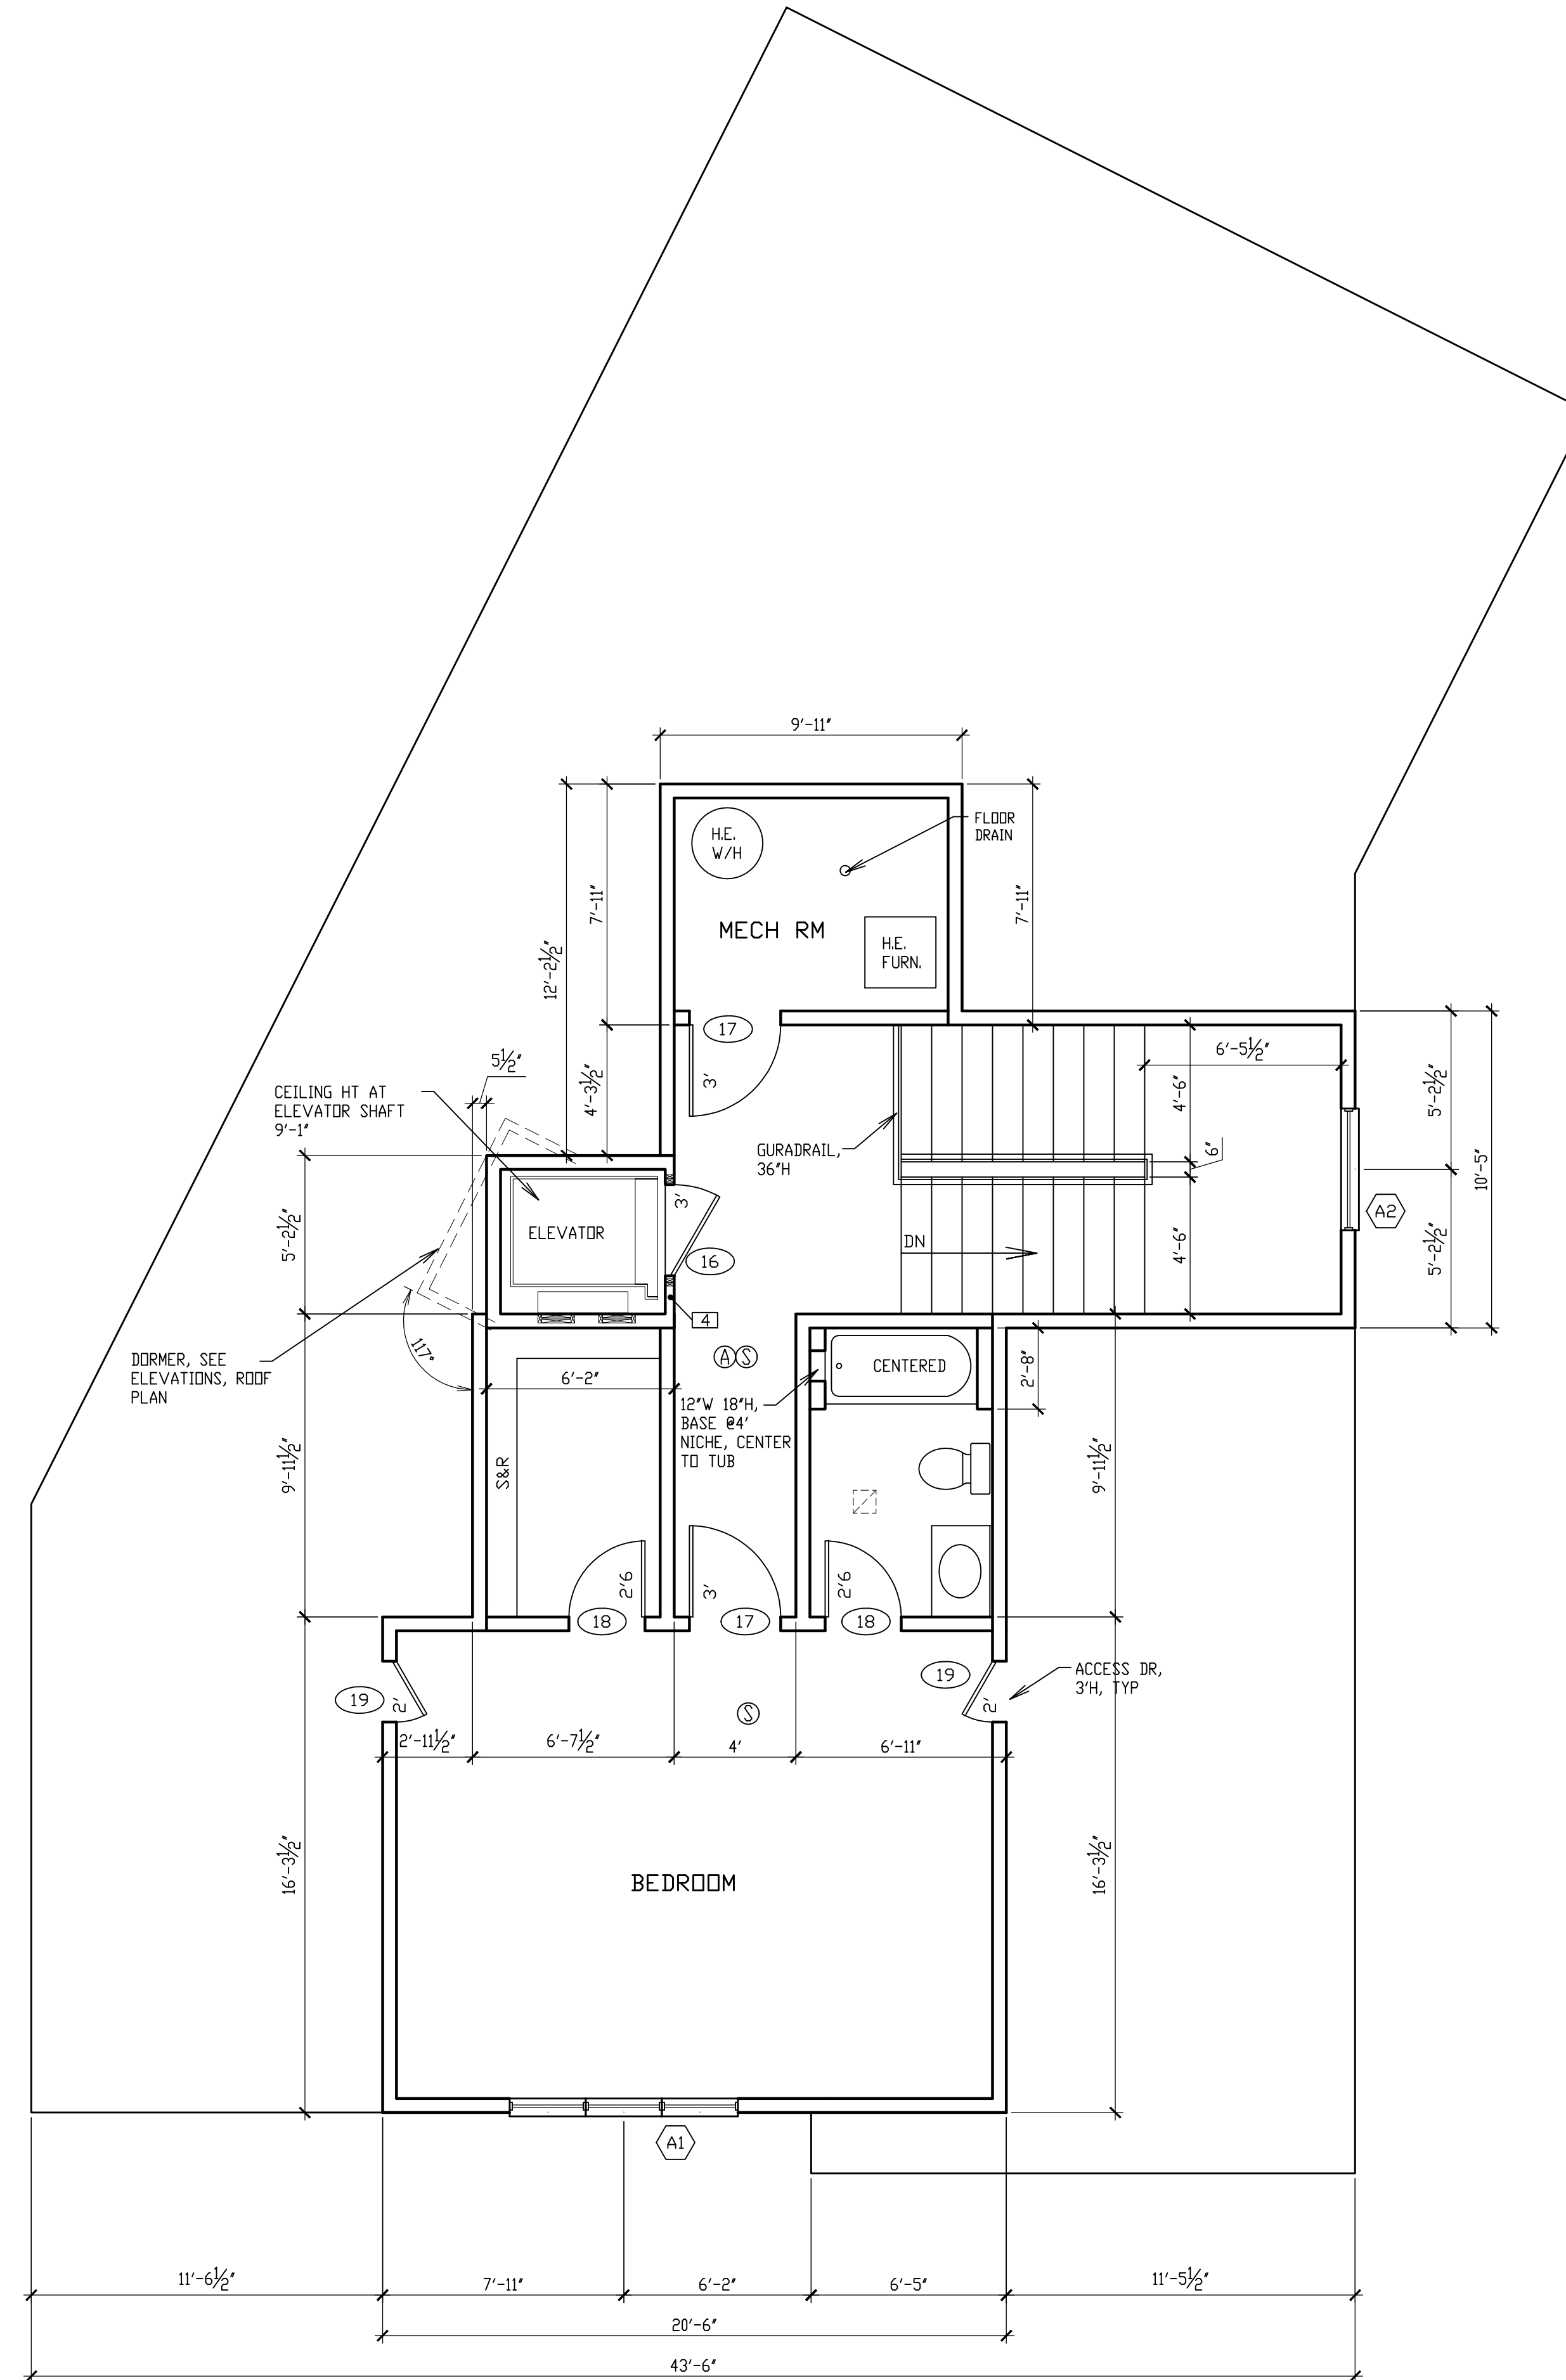 9'-11"
H.E.
W/H
FLOOR
DRAIN
7'-11"
7'-11"
12'-2½"
MECH RM
H.E.
FURN.
17
3'
6'-5½"
5½"
4'-3½"
4'-6"
5'-2½"
CEILING HT AT
ELEVATOR SHAFT
9'-1"
GURADRAIL,
36"H
6"
10'-5"
3'
A2
5'-2½"
ELEVATOR
DN
4'-6"
5'-2½"
16
4
117°
DORMER, SEE
ELEVATIONS, ROOF
PLAN
A
S
CENTERED
2'-8"
6'-2"
12"W 18"H,
BASE @4'
NICHE, CENTER
TO TUB
9'-11½"
S&R
9'-11½"
2'6
3'
2'6
18
17
18
19
2'
19
2'
ACCESS DR,
3'H, TYP
S
2'-11½"
6'-7½"
4'
6'-11"
16'-3½"
16'-3½"
BEDROOM
A1
11'-6½"
7'-11"
6'-2"
6'-5"
11'-5½"
20'-6"
43'-6"